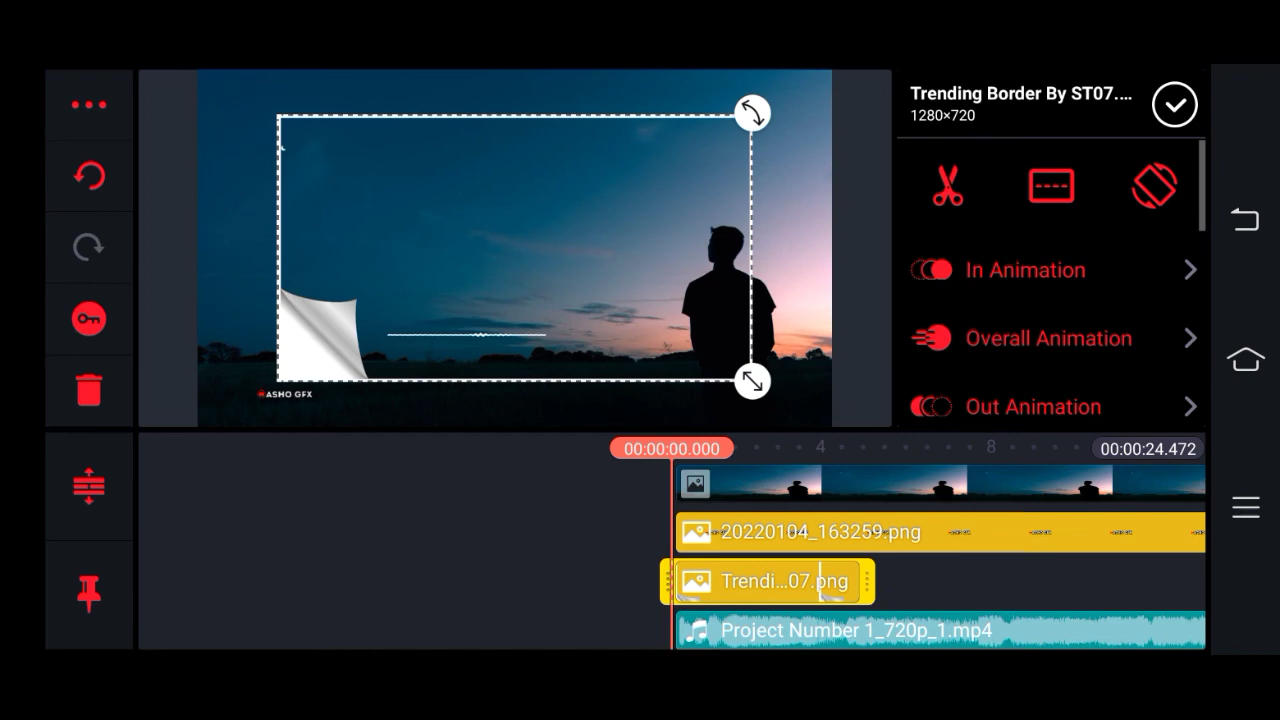 Trending Border By ST07....
1280×720
In Animation
Overall Animation
Out Animation
ASHO GFX
00:00:00.000
4
8
00:00:24.472
20220104_163259.png
Trendi...07.png
Project Number 1_720p_1.mp4